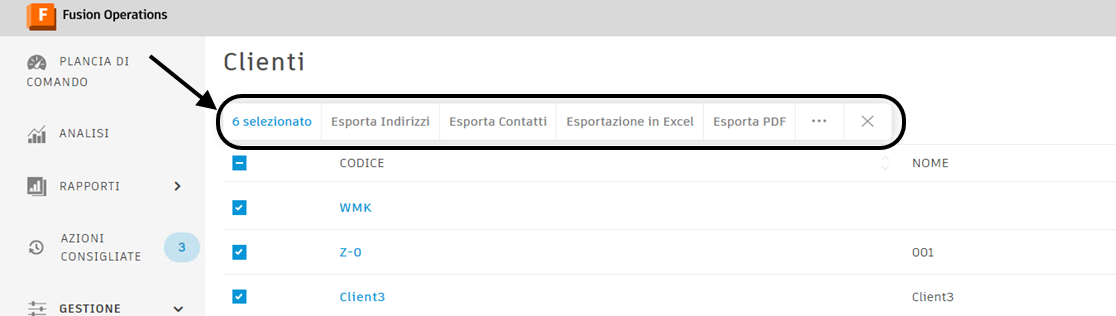 F Fusion Operations
PLANCIA DI
COMANDO
ANALISI
RAPPORTI
AZIONI
CONSIGLIATE
3
GESTIONE
Clienti
6 selezionato Esporta Indirizzi Esporta Contatti Esportazione in Excel Esporta PDF ...
CODICE NOME
WMK
Z-0 001
Client3 Client3